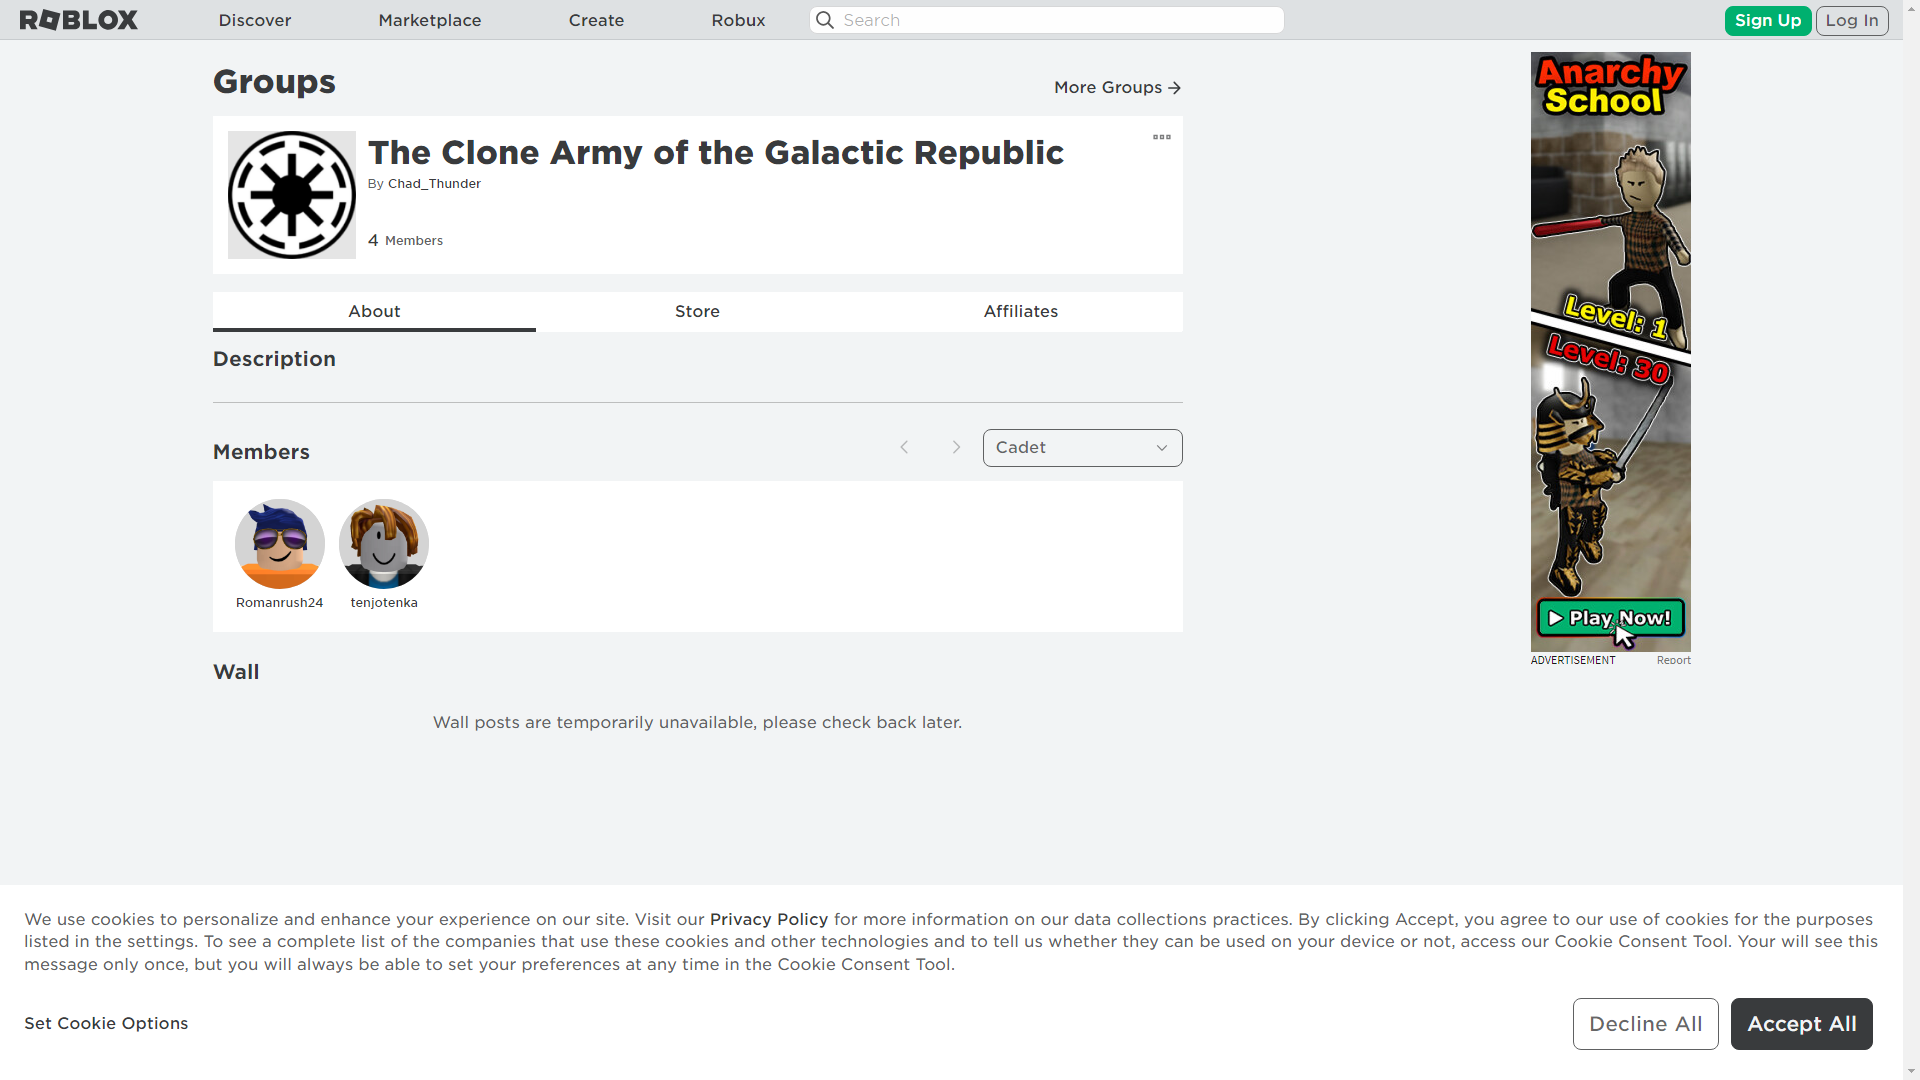 ROBLOX
Discover
Marketplace
Create
Robux
Search
Sign Up
Log In
Groups
More Groups
The Clone Army of the Galactic Republic
By Chad_Thunder
4 Members
About
Store
Affiliates
Description
Members
Cadet
Romanrush24
tenjotenka
Wall
Wall posts are temporarily unavailable, please check back later.
Anarchy
School
Level: 1
Level: 30
Play Now!
ADVERTISEMENT
Report
We use cookies to personalize and enhance your experience on our site. Visit our Privacy Policy for more information on our data collections practices. By clicking Accept, you agree to our use of cookies for the purposes
listed in the settings. To see a complete list of the companies that use these cookies and other technologies and to tell us whether they can be used on your device or not, access our Cookie Consent Tool. Your will see this
message only once, but you will always be able to set your preferences at any time in the Cookie Consent Tool.
Set Cookie Options
Decline All
Accept All